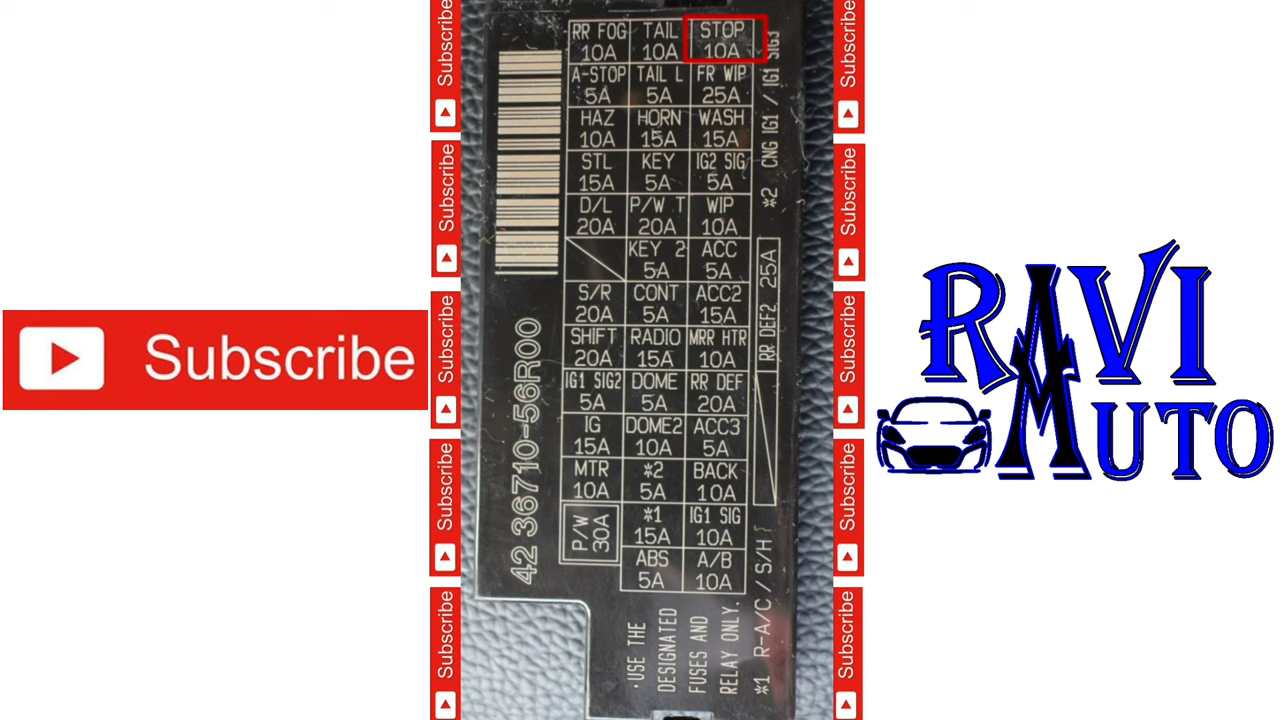 Subscribe
Subscribe
Subscribe
Subscribe
Subscribe
Subscribe
RR FOG TAIL STOP
10A 10A 10A
A-STOP TAIL L FR WIP
5A 5A 25A
HAZ HORN WASH
10A 15A 15A
STL KEY IG2 SIG
15A 5A 5A
D/L P/W T WIP
20A 20A 10A
KEY 2 ACC
5A 5A
S/R CONT ACC2
20A 5A 15A
SHIFT RADIO MRR HTR
20A 15A 10A
IG1 SIG2 DOME RR DEF
5A 5A 20A
IG DOME2 ACC3
15A 10A 5A
MTR *2 BACK
10A 5A 10A
P/W *1 IG1 SIG
30A 15A 10A
ABS A/B
5A 10A
RR DEF2 25A
42 36710-56R00
·USE THE
DESIGNATED
FUSES AND
RELAY ONLY.
*1 R-A/C / S/H
*2 CNG IG1 / IG1 SIG3
Subscribe
Subscribe
Subscribe
Subscribe
Subscribe
RAVI
AUTO